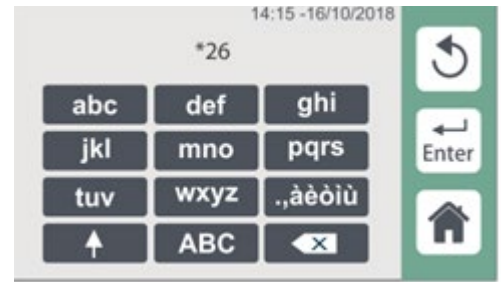 14:15 -16/10/2018
*26
abc def ghi
jkl mno pqrs
Enter
tuv wxyz .,àèòìù
ABC